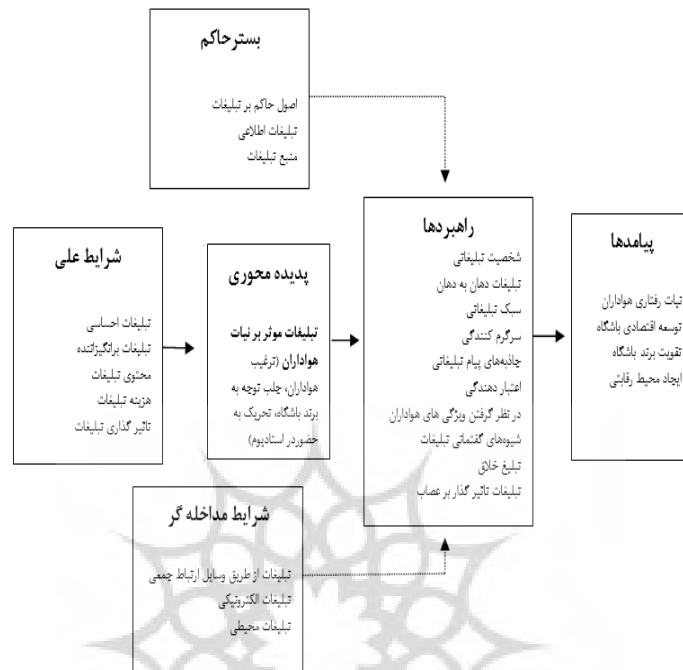 بسترحاکم
اصول حاکم بر تبلیغات
تبلیغات اطلاعی
منبع تبلیغات
شرایط علی
تبلیغات احساسی
تبلیغات برانگیزاننده
محتوی تبلیغات
هزینه تبلیغات
تاثیر گذاری تبلیغات
پدیده محوری
تبلیغات موثر بر نیات
هواداران (ترغیب
هواداران، جلب توجه به
برند باشگاه، تحریک به
حضوردر استادیوم)
راهبردها
شخصیت تبلیغاتی
تبلیغات دهان به دهان
سبک تبلیغاتی
سرگرم کنندگی
جاذبه‌های پیام تبلیغاتی
اعتبار دهندگی
در نظر گرفتن ویژگی های هواداران
شیوه‌های گفتمانی تبلیغات
تبلیغ خلاق
تبلیغات تاثیر گذار بر عصاب
پیامدها
نیات رفتاری هواداران
توسعه اقتصادی باشگاه
تقویت برند باشگاه
ایجاد محیط رقابتی
شرایط مداخله گر
تبلیغات از طریق وسایل ارتباط جمعی
تبلیغات الکترونیکی
تبلیغات محیطی